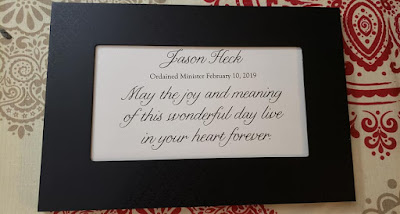 Jason Heck
Ordained Minister February 10, 2019
May the joy and meaning
of this wonderful day live
in your heart forever.